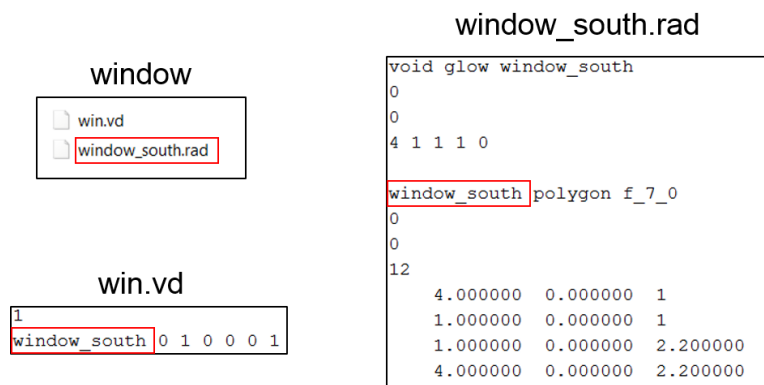 window
win.vd
window_south.rad
win.vd
1
window_south 0 1 0 0 0 1
window_south.rad
void glow window_south
0
0
4 1 1 1 0
window_south polygon f_7_0
0
0
12
4.000000 0.000000 1
1.000000 0.000000 1
1.000000 0.000000 2.200000
4.000000 0.000000 2.200000